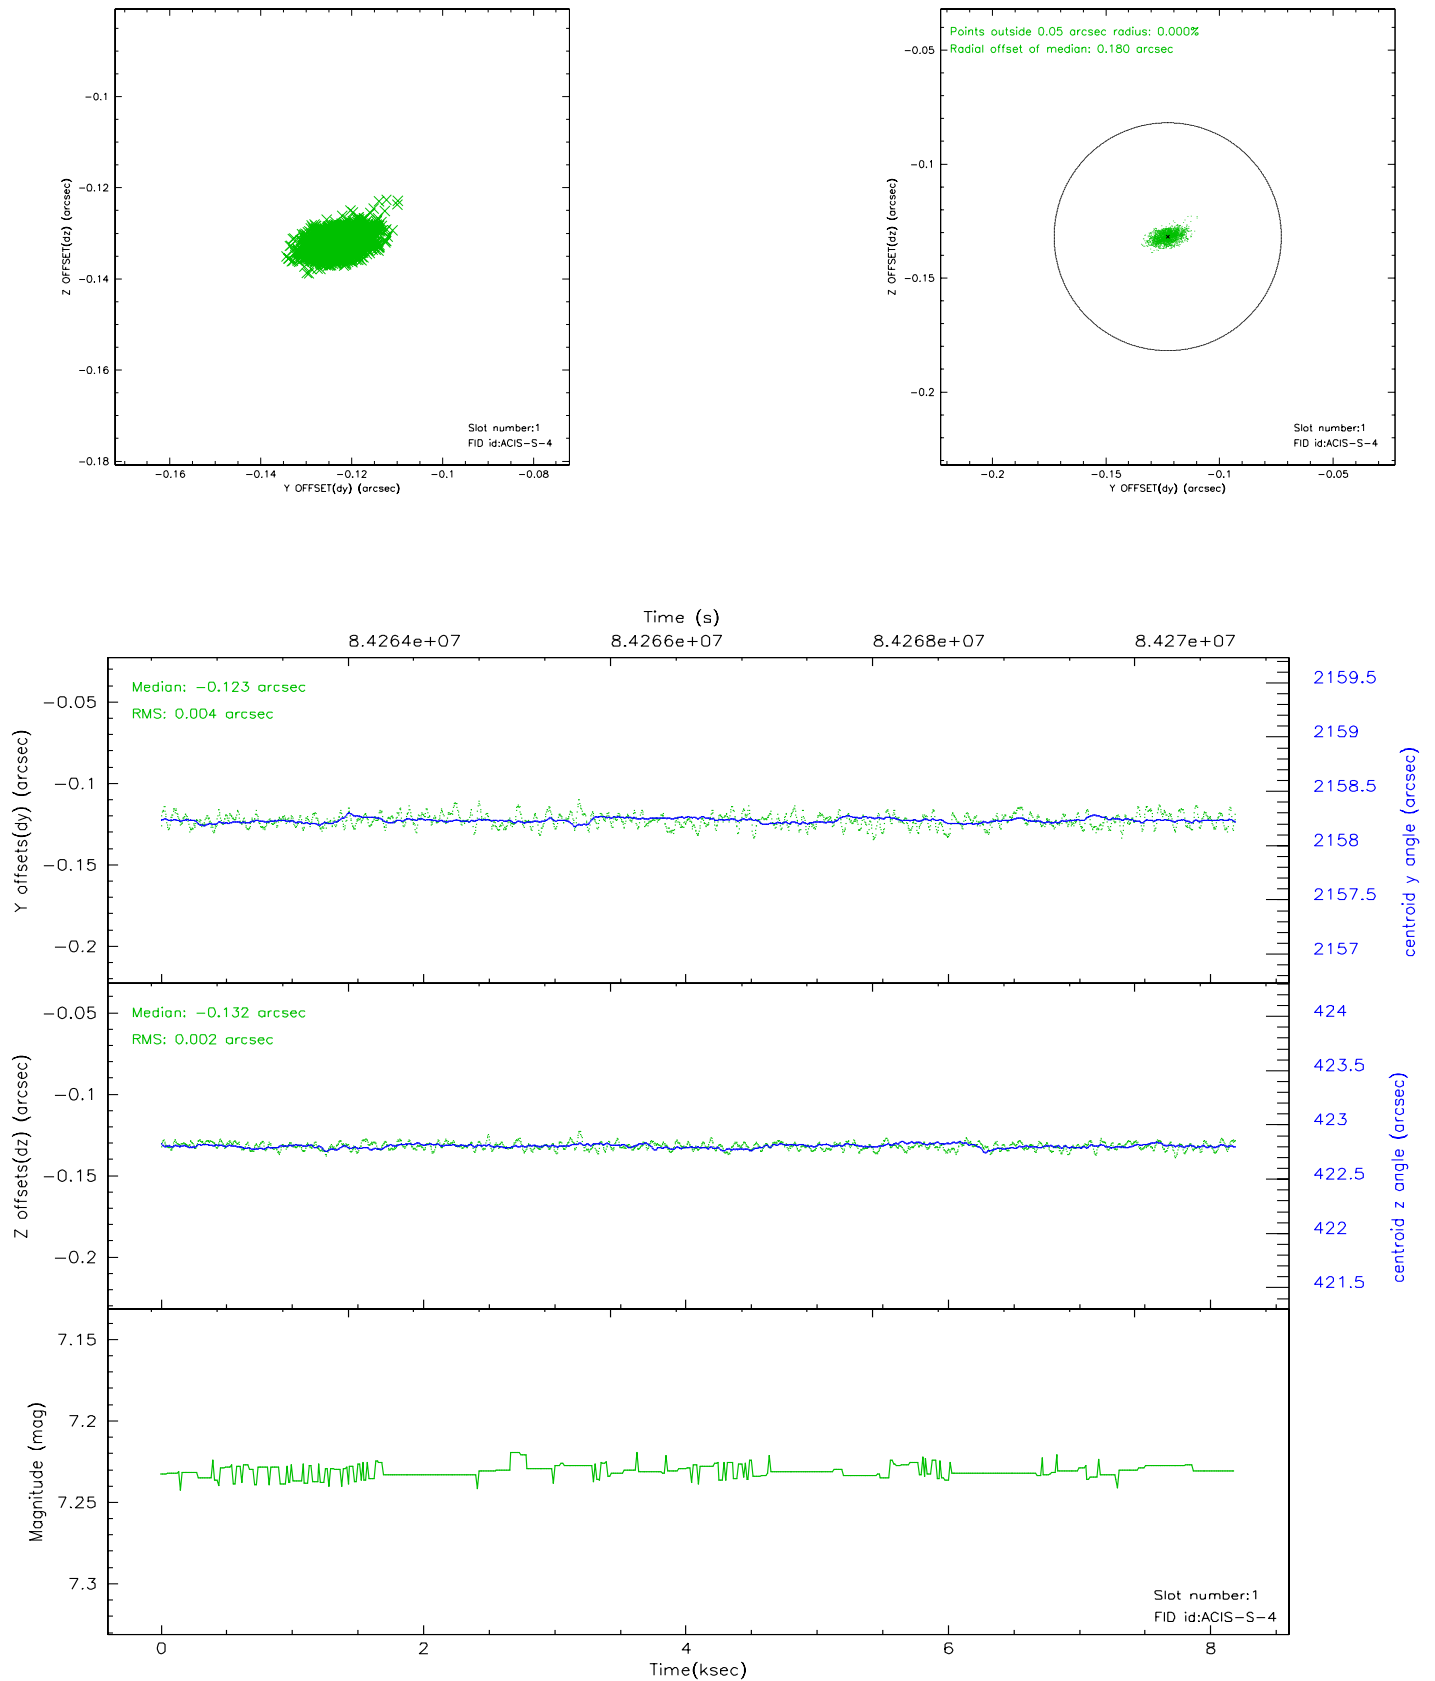 -0.1
-0.12
-0.14
-0.16
-0.18
Z OFFSET(dz) (arcsec)
Slot number:1
FID id:ACIS-S-4
-0.16 -0.14 -0.12 -0.1 -0.08
Y OFFSET(dy) (arcsec)
Points outside 0.05 arcsec radius: 0.000%
Radial offset of median: 0.180 arcsec
-0.05
-0.1
-0.15
-0.2
Z OFFSET(dz) (arcsec)
Slot number:1
FID id:ACIS-S-4
-0.2 -0.15 -0.1 -0.05
Y OFFSET(dy) (arcsec)
Time (s)
8.4264e+07 8.4266e+07 8.4268e+07 8.427e+07
Median: -0.123 arcsec
RMS: 0.004 arcsec
-0.05
-0.1
-0.15
-0.2
Y offsets(dy) (arcsec)
2159.5
2159
2158.5
2158
2157.5
2157
centroid y angle (arcsec)
Median: -0.132 arcsec
RMS: 0.002 arcsec
-0.05
-0.1
-0.15
-0.2
Z offsets(dz) (arcsec)
424
423.5
423
422.5
422
421.5
centroid z angle (arcsec)
7.15
7.2
7.25
7.3
Magnitude (mag)
Slot number:1
FID id:ACIS-S-4
0 2 4 6 8
Time(ksec)